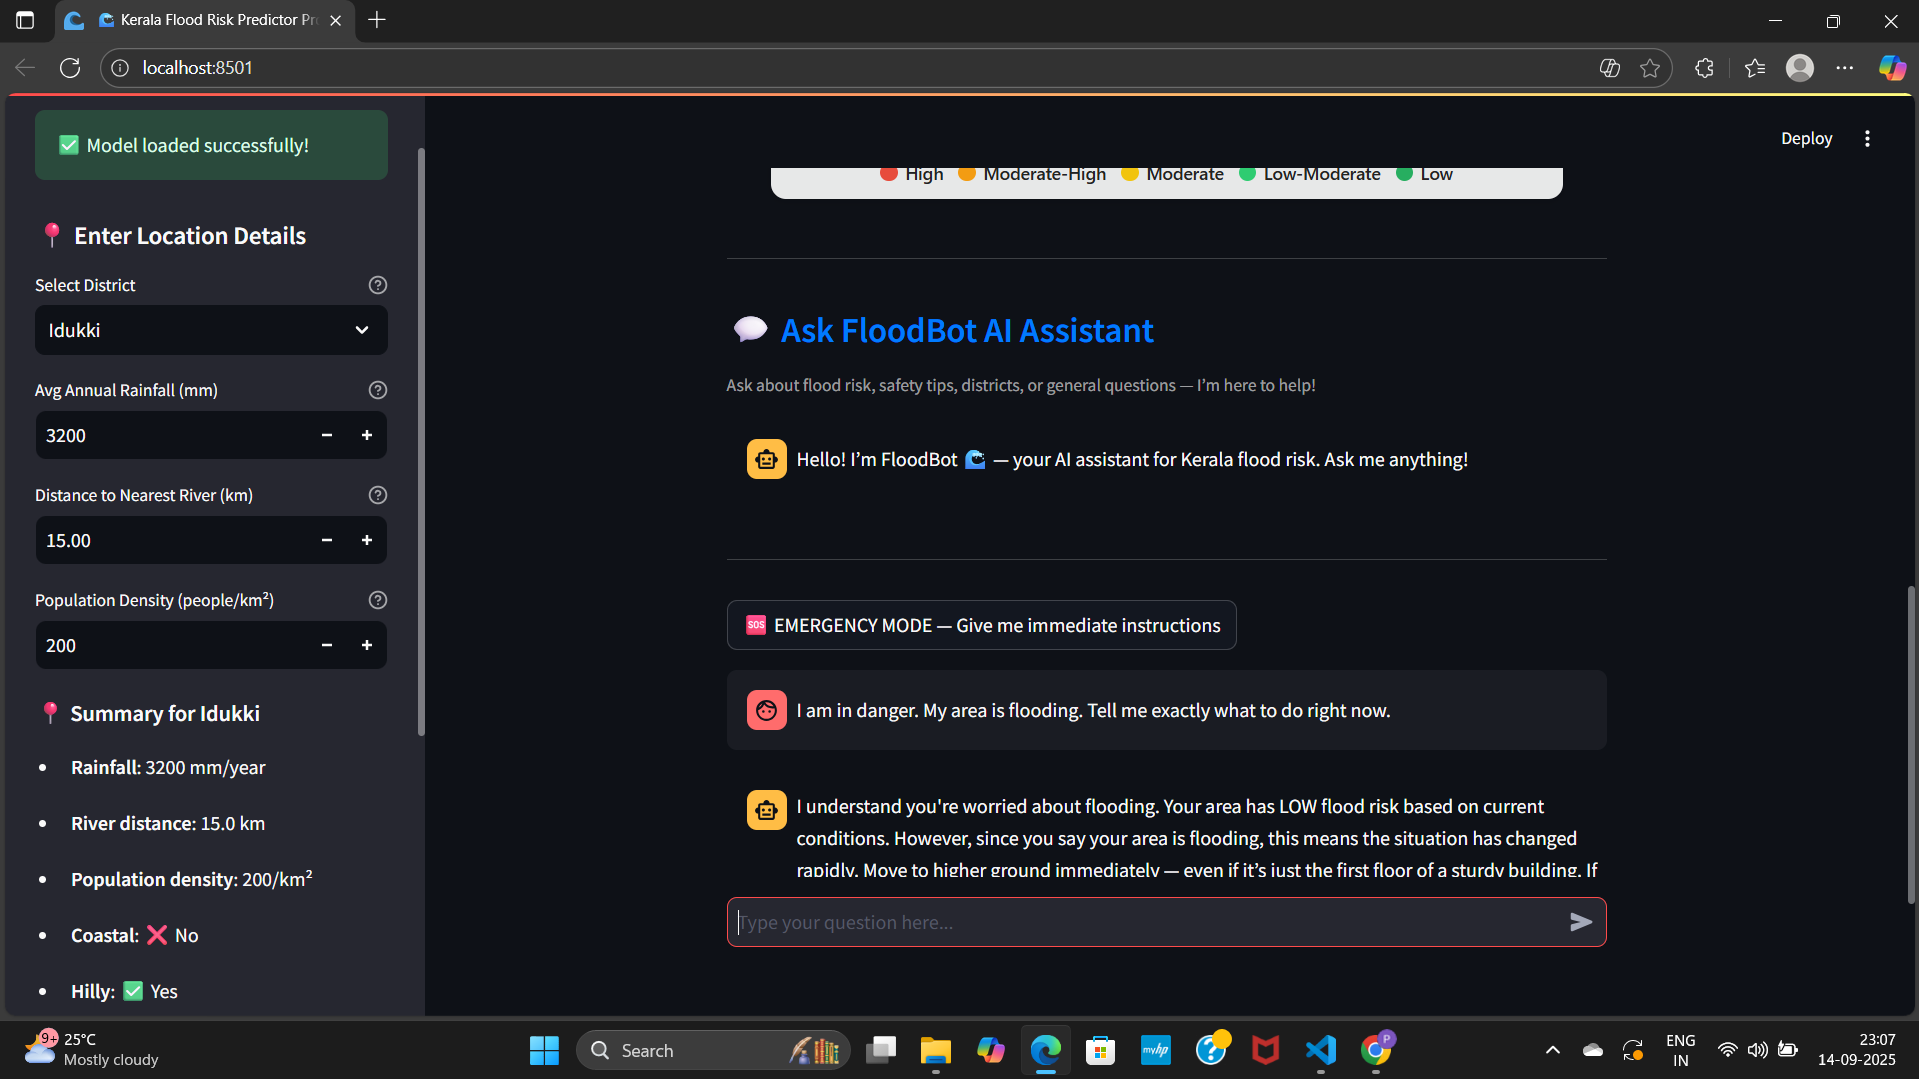 Kerala Flood Risk Predictor Pr
localhost:8501
Model loaded successfully!
Enter Location Details
Select District
Idukki
Avg Annual Rainfall (mm)
3200
Distance to Nearest River (km)
15.00
Population Density (people/km²)
200
Summary for Idukki
Rainfall: 3200 mm/year
River distance: 15.0 km
Population density: 200/km²
Coastal: ❌ No
Hilly: ✅ Yes
Deploy
High Moderate-High Moderate Low-Moderate Low
Ask FloodBot AI Assistant
Ask about flood risk, safety tips, districts, or general questions — I'm here to help!
Hello! I'm FloodBot 🌊 — your AI assistant for Kerala flood risk. Ask me anything!
SOS EMERGENCY MODE — Give me immediate instructions
I am in danger. My area is flooding. Tell me exactly what to do right now.
I understand you're worried about flooding. Your area has LOW flood risk based on current
conditions. However, since you say your area is flooding, this means the situation has changed
rapidly. Move to higher ground immediately — even if it's just the first floor of a sturdy building. If
Type your question here...
9+
25°C
Mostly cloudy
Search
myhp
P
ENG
IN
23:07
14-09-2025